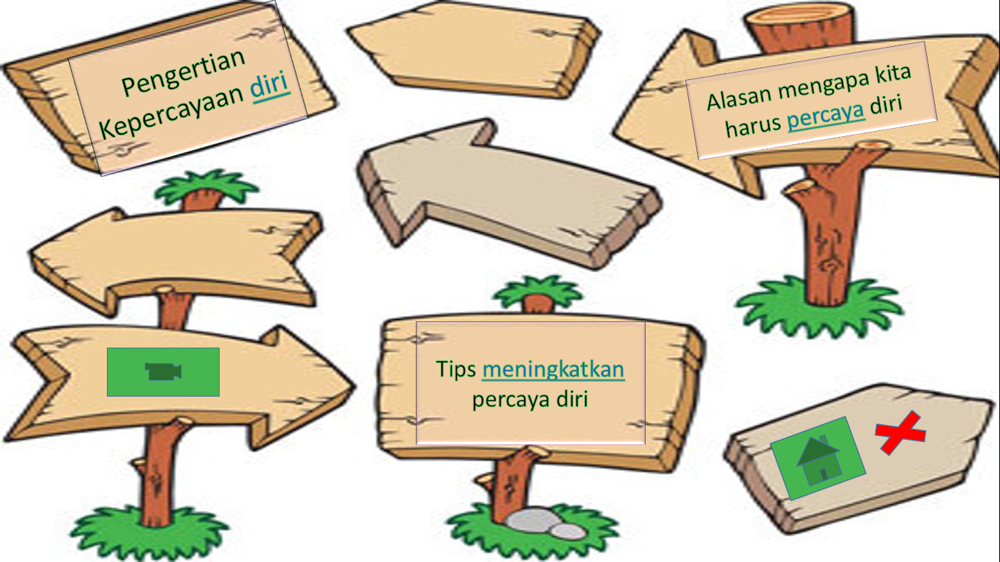 Pengertian
Kepercayaan diri
Alasan mengapa kita
harus percaya diri
Tips meningkatkan
percaya diri